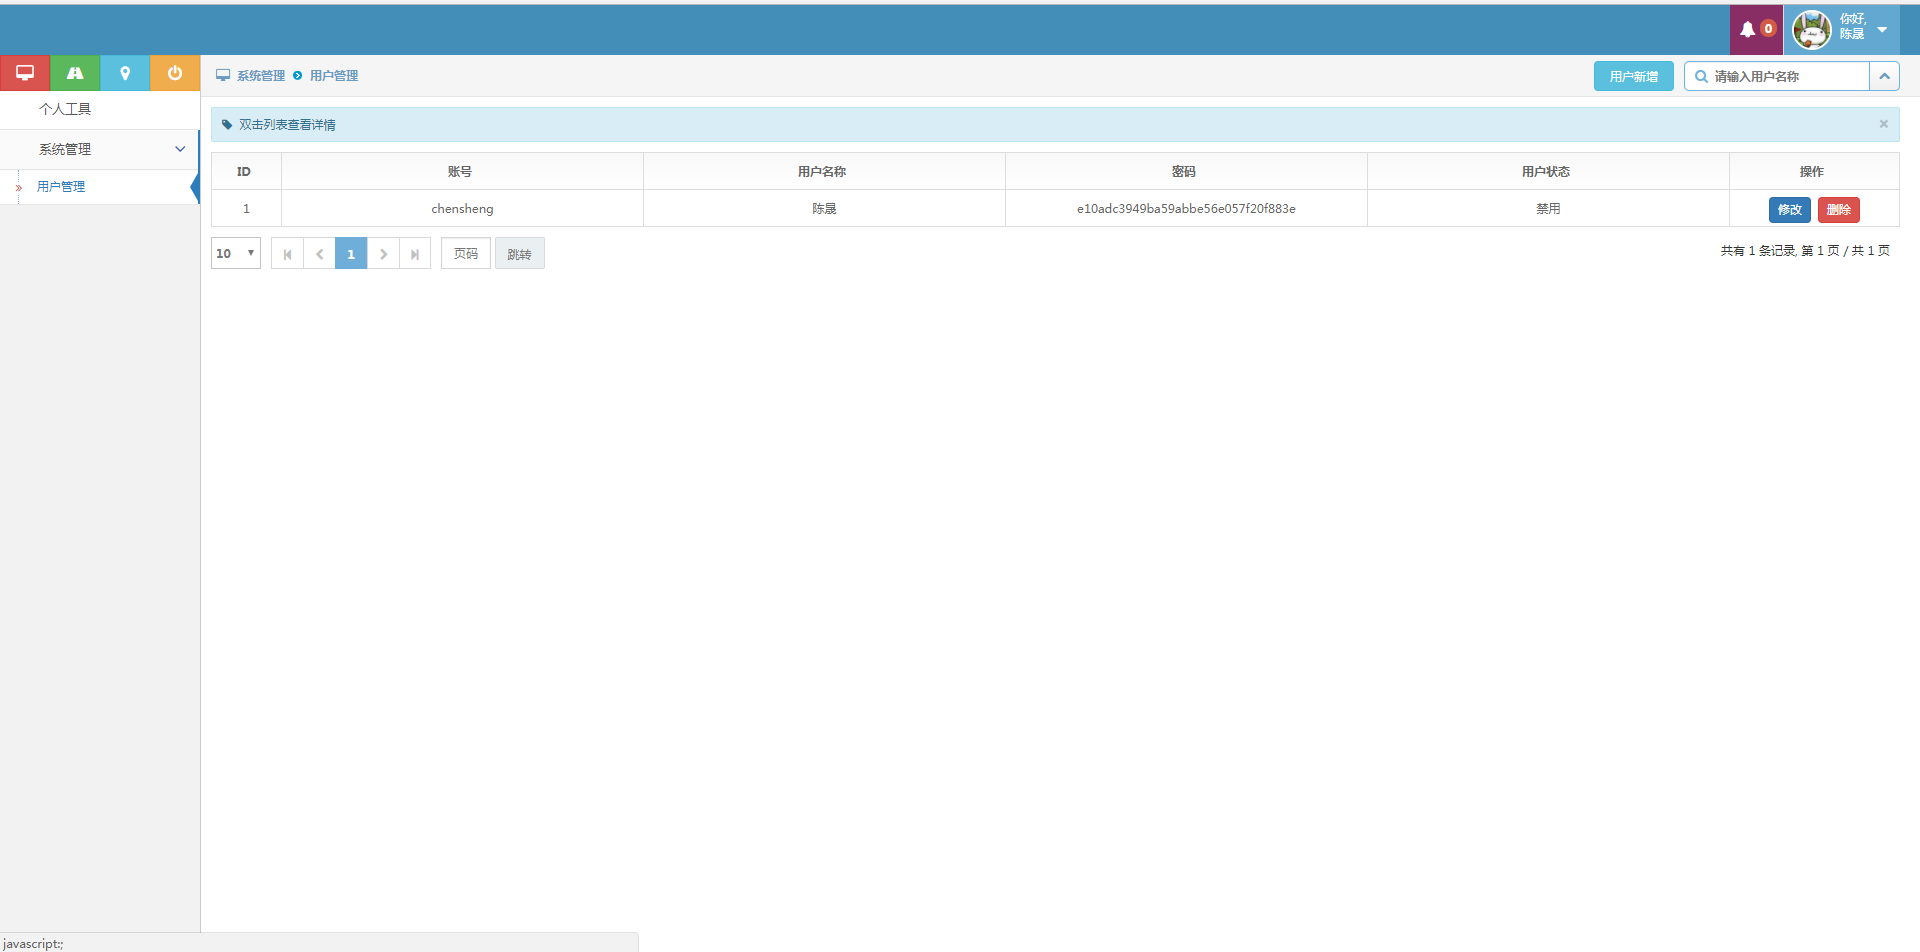 0
你好,
陈晟
系统管理 用户管理
用户新增
请输入用户名称
个人工具
系统管理
用户管理
双击列表查看详情 ×
ID 账号 用户名称 密码 用户状态 操作
1 chensheng 陈晟 e10adc3949ba59abbe56e057f20f883e 禁用 修改 删除
10 1 页码 跳转 共有 1 条记录, 第 1 页 / 共 1 页
javascript:;